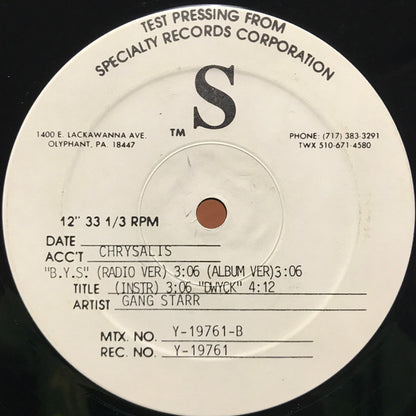 TEST PRESSING FROM
SPECIALTY RECORDS CORPORATION
S
TM
1400 E. LACKAWANNA AVE.
OLYPHANT, PA. 18447
PHONE: (717) 383-3291
TWX 510-671-4580
12" 33 1/3 RPM
DATE
ACC'T CHRYSALIS
"B.Y.S." (RADIO VER) 3:06 (ALBUM VER)3:06
TITLE (INSTR) 3:06 "DWYCK" 4:12
ARTIST GANG STARR
MTX. NO. Y-19761-B
REC. NO. Y-19761